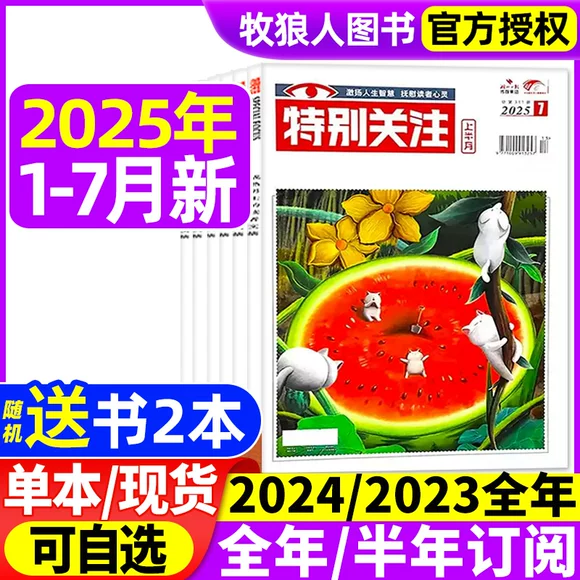 牧狼人图书 官方授权
2025年
1-7月新
激扬人生智慧 抚慰读者心灵
特别关注
上半月
2025 7
随机送书2本
单本/现货
可自选
2024/2023全年
全年/半年订阅